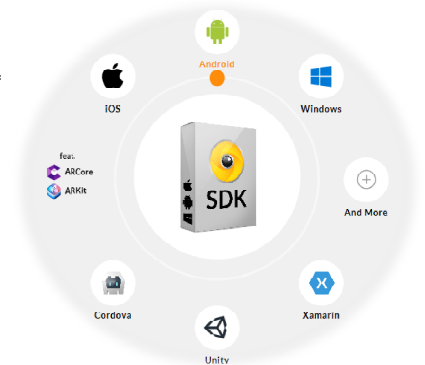 Android
iOS
Windows
feat.
ARCore
ARKit
SDK
And More
Cordova
Xamarin
Unity